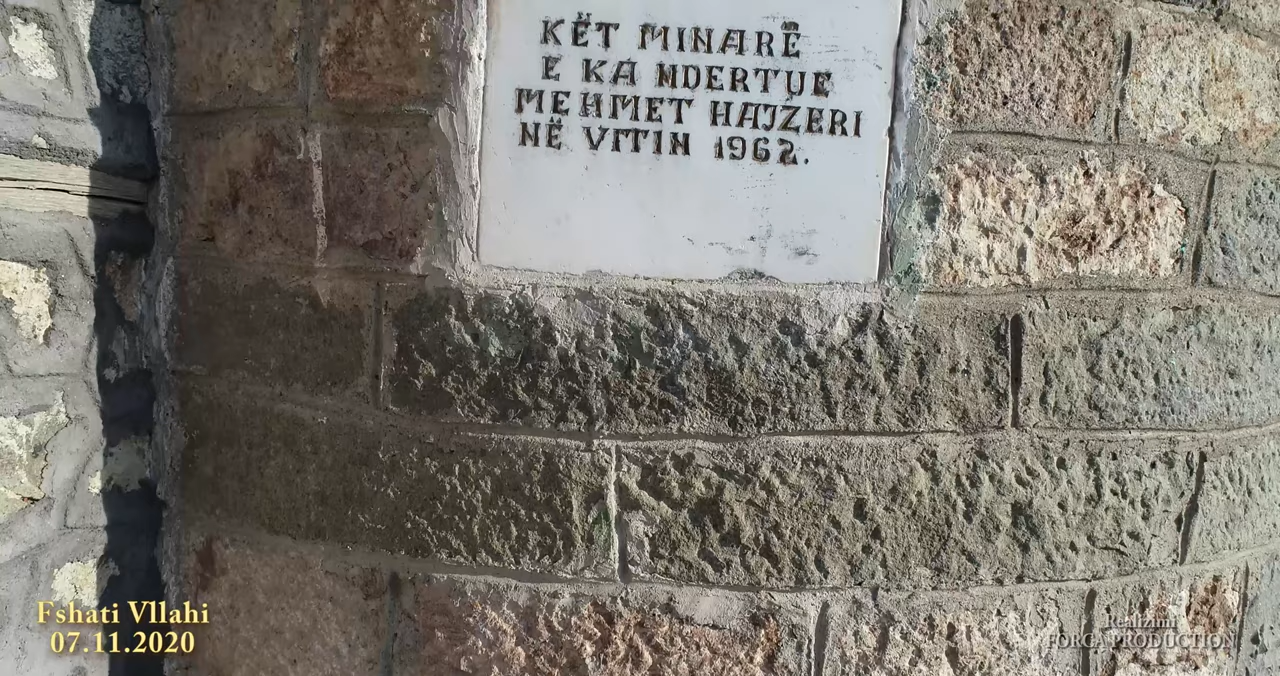 KËT MINARË
E KA NDERTUE
MEHMET HAJZERI
NË VITIN 1962.
Fshati Vllahi
07.11.2020
Realizimi
FORCA PRODUCTION